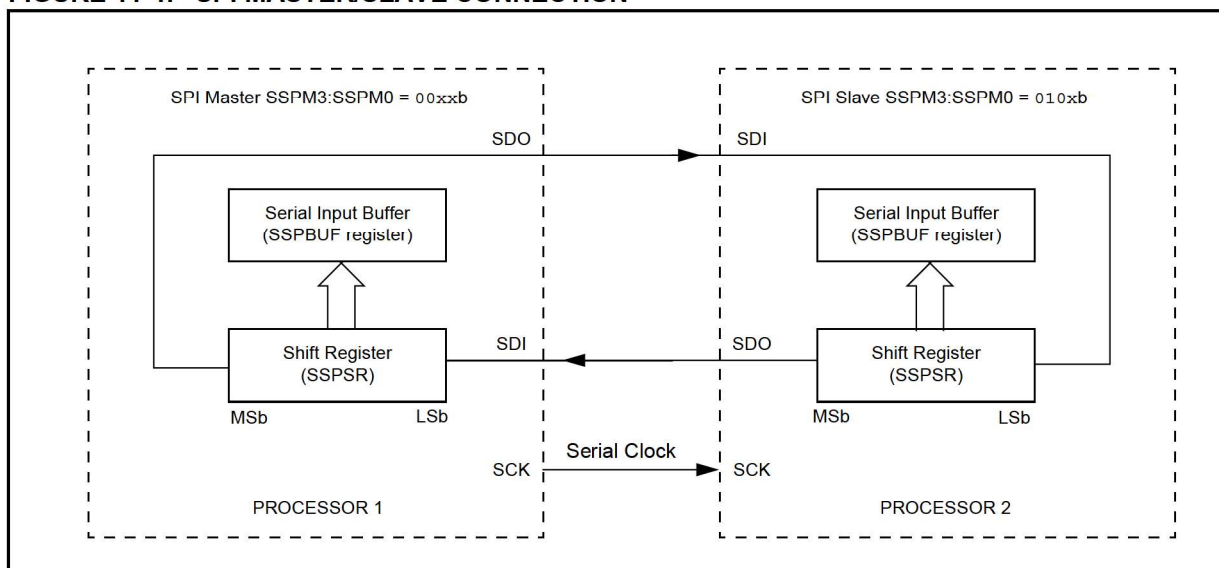 FIGURE SPI MASTER/SLAVE CONNECTION
SPI Master SSPM3:SSPM0 = 00xxb
SPI Slave SSPM3:SSPM0 = 010xb
SDO
SDI
Serial Input Buffer
(SSPBUF register)
Serial Input Buffer
(SSPBUF register)
SDI
SDO
Shift Register
(SSPSR)
Shift Register
(SSPSR)
MSb
LSb
MSb
LSb
Serial Clock
SCK
SCK
PROCESSOR 1
PROCESSOR 2